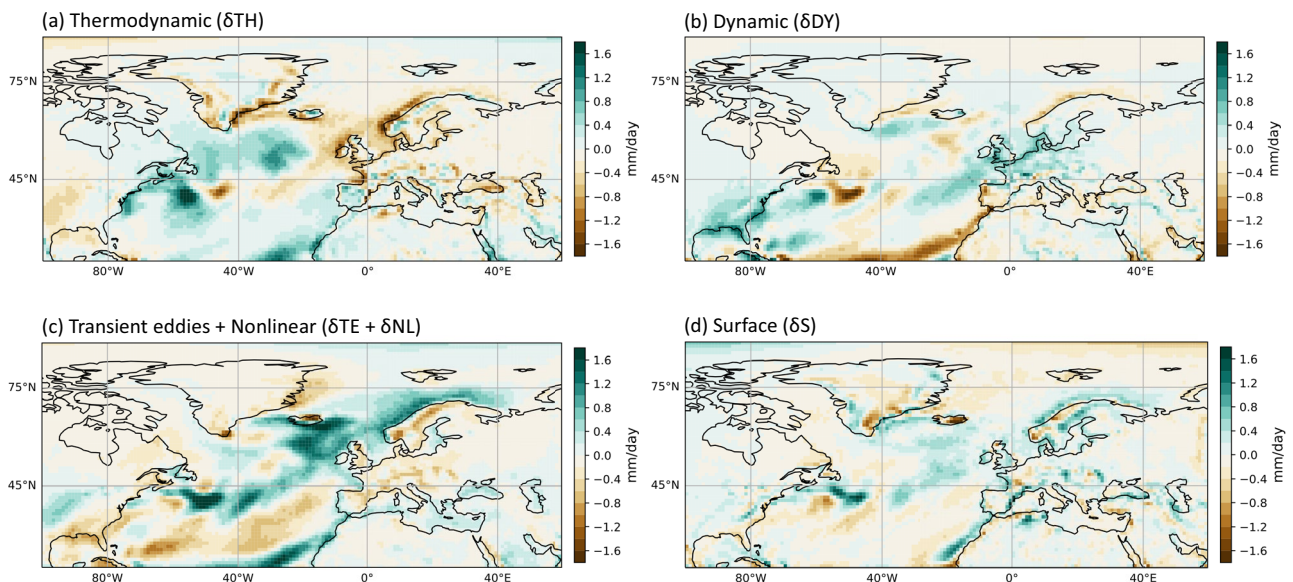 (a) Thermodynamic (δTH)
75°N
45°N
80°W
40°W
0°
40°E
1.6
1.2
0.8
0.4
0.0
−0.4
−0.8
−1.2
−1.6
mm/day
(b) Dynamic (δDY)
75°N
45°N
80°W
40°W
0°
40°E
1.6
1.2
0.8
0.4
0.0
−0.4
−0.8
−1.2
−1.6
mm/day
(c) Transient eddies + Nonlinear (δTE + δNL)
75°N
45°N
80°W
40°W
0°
40°E
1.6
1.2
0.8
0.4
0.0
−0.4
−0.8
−1.2
−1.6
mm/day
(d) Surface (δS)
75°N
45°N
80°W
40°W
0°
40°E
1.6
1.2
0.8
0.4
0.0
−0.4
−0.8
−1.2
−1.6
mm/day